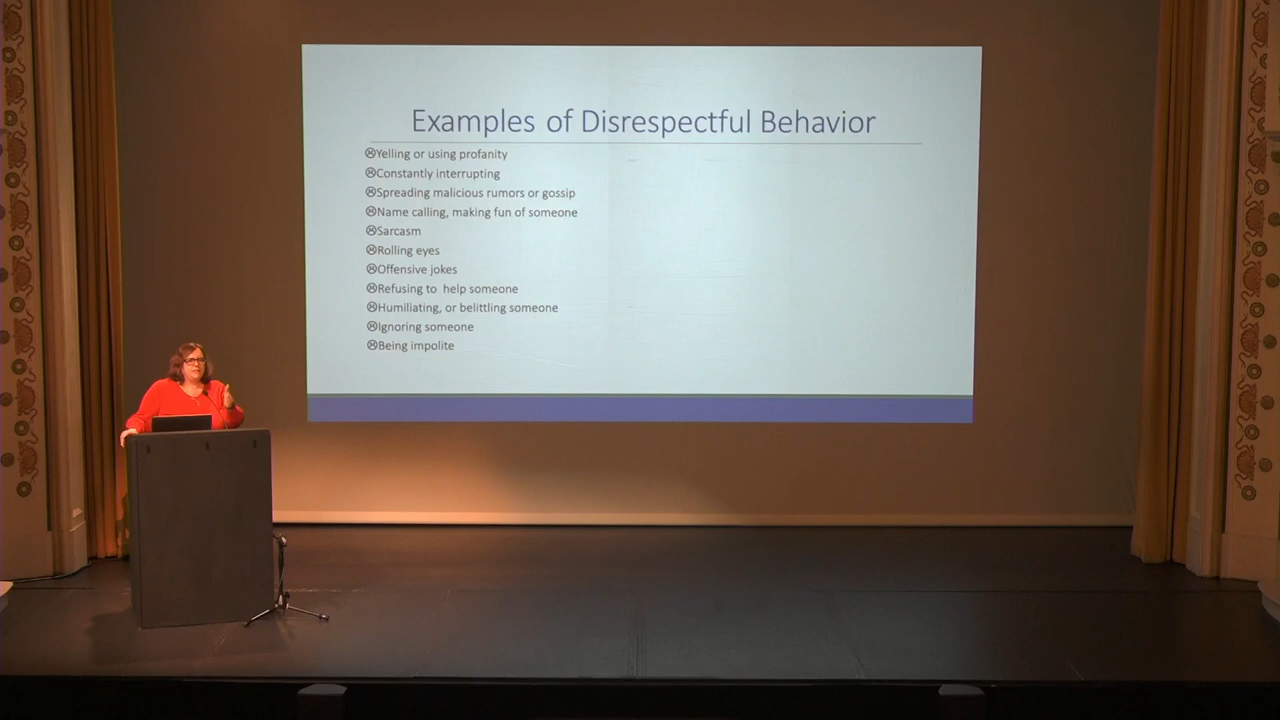 Examples of Disrespectful Behavior
☹Yelling or using profanity
☹Constantly interrupting
☹Spreading malicious rumors or gossip
☹Name calling, making fun of someone
☹Sarcasm
☹Rolling eyes
☹Offensive jokes
☹Refusing to  help someone
☹Humiliating, or belittling someone
☹Ignoring someone
☹Being impolite